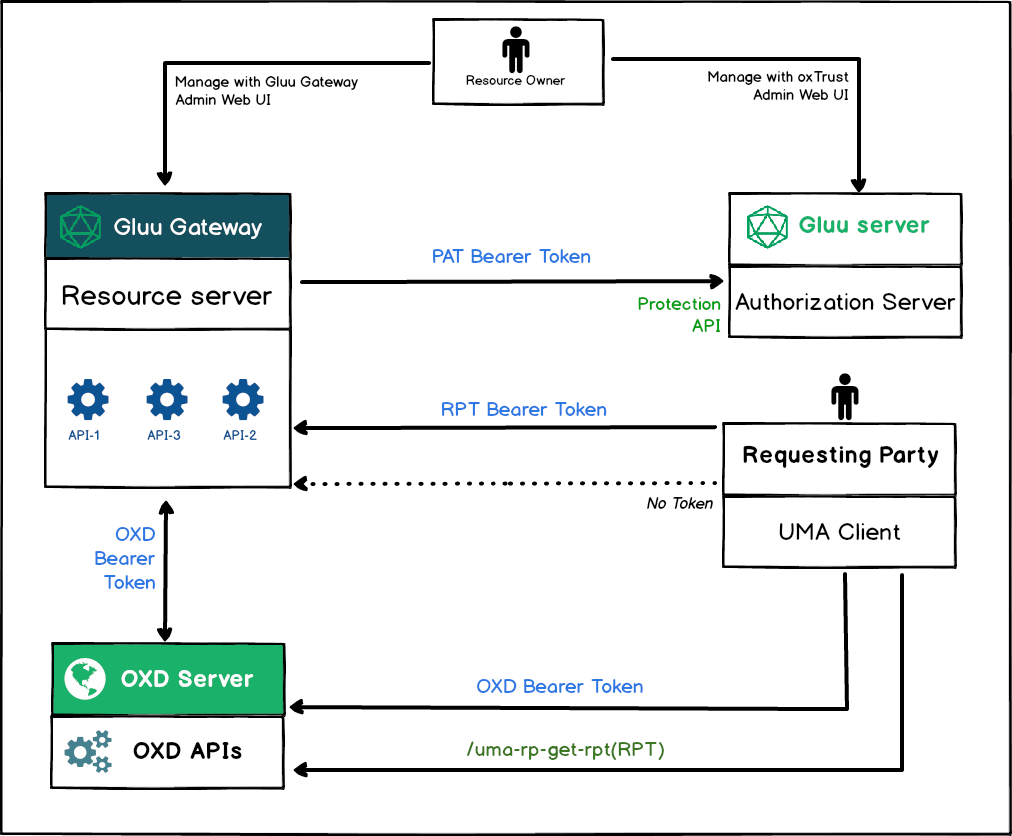 Resource Owner
Manage with Gluu Gateway
Admin Web UI
Manage with oxTrust
Admin Web UI
Gluu Gateway
Resource server
API-1
API-3
API-2
PAT Bearer Token
Protection
API
Gluu server
Authorization Server
RPT Bearer Token
No Token
Requesting Party
UMA Client
OXD
Bearer
Token
OXD Server
OXD APIs
OXD Bearer Token
/uma-rp-get-rpt(RPT)